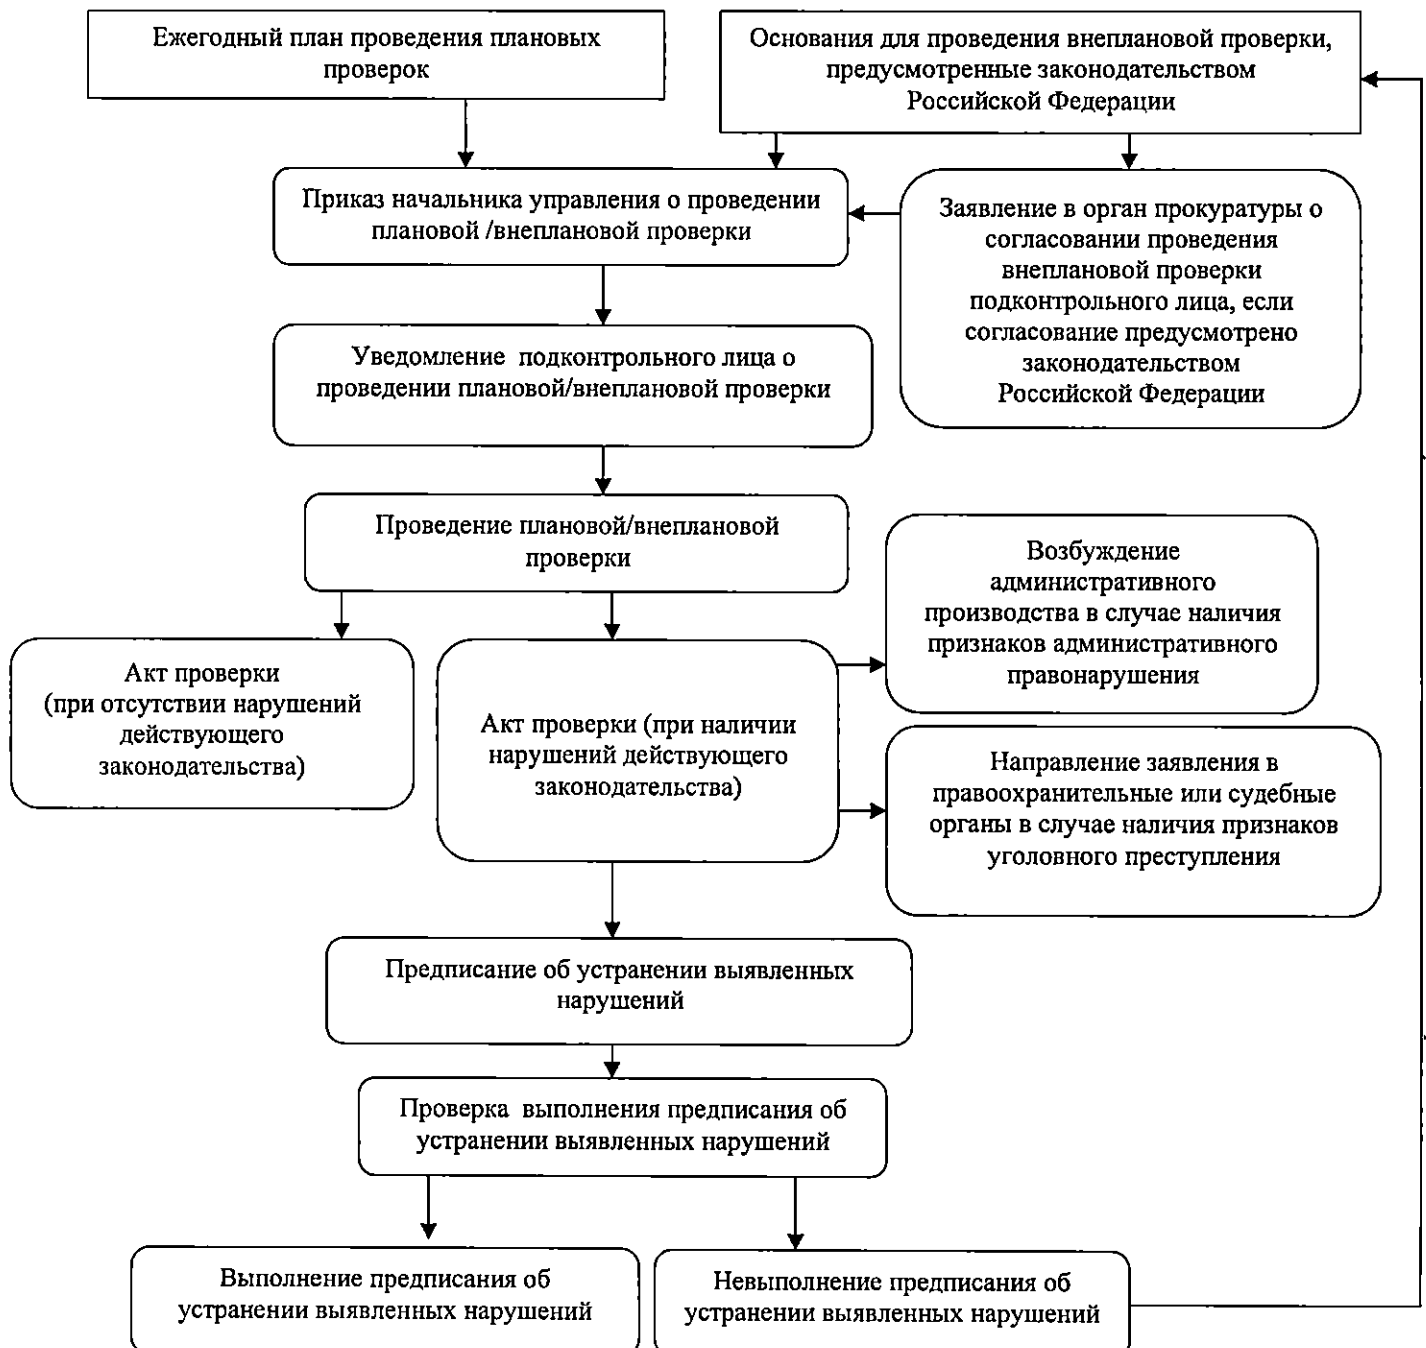 Ежегодный план проведения плановых
проверок
Основания для проведения внеплановой проверки,
предусмотренные законодательством
Российской Федерации
Приказ начальника управления о проведении
плановой /внеплановой проверки
Заявление в орган прокуратуры о
согласовании проведения
внеплановой проверки
подконтрольного лица, если
согласование предусмотрено
законодательством
Российской Федерации
Уведомление подконтрольного лица о
проведении плановой/внеплановой проверки
Проведение плановой/внеплановой
проверки
Возбуждение
административного
производства в случае наличия
признаков административного
правонарушения
Акт проверки
(при отсутствии нарушений
действующего
законодательства)
Акт проверки (при наличии
нарушений действующего
законодательства)
Направление заявления в
правоохранительные или судебные
органы в случае наличия признаков
уголовного преступления
Предписание об устранении выявленных
нарушений
Проверка выполнения предписания об
устранении выявленных нарушений
Выполнение предписания об
устранении выявленных нарушений
Невыполнение предписания об
устранении выявленных нарушений